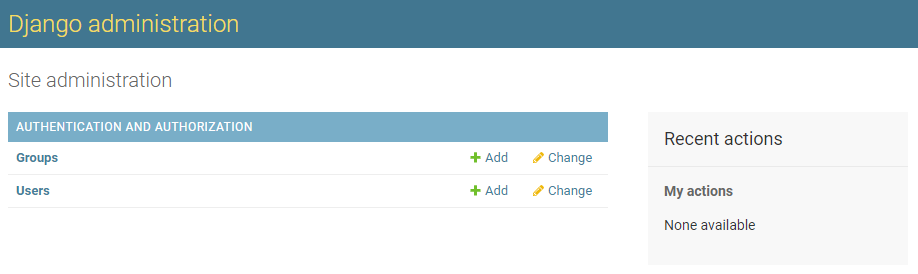 Django administration
Site administration
AUTHENTICATION AND AUTHORIZATION
Groups Add Change
Users Add Change
Recent actions
My actions
None available